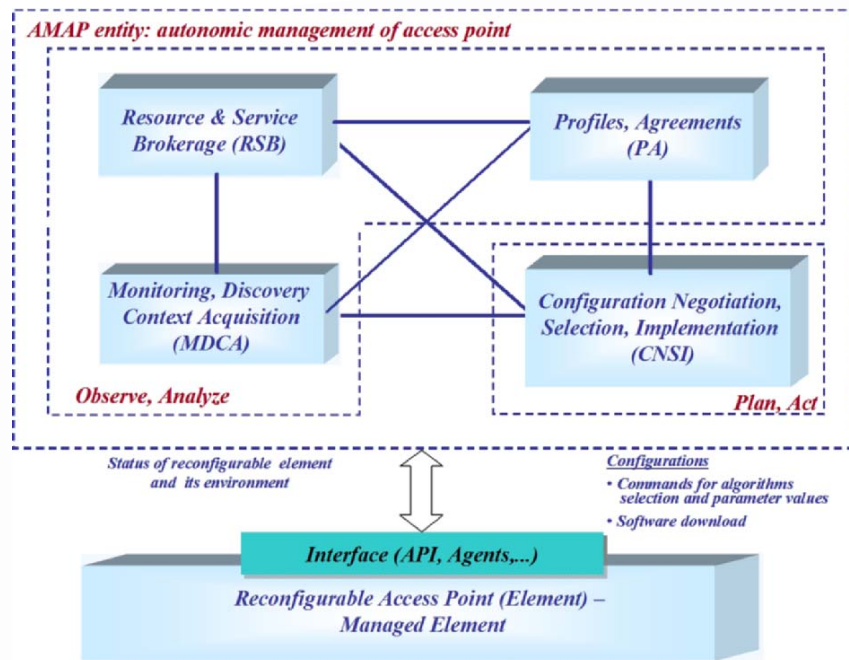 AMAP entity: autonomic management of access point
Resource & Service
Brokerage (RSB)
Profiles, Agreements
(PA)
Monitoring, Discovery
Context Acquisition
(MDCA)
Configuration Negotiation,
Selection, Implementation
(CNSI)
Observe, Analyze
Plan, Act
Status of reconfigurable element
and its environment
Configurations
• Commands for algorithms
selection and parameter values
• Software download
Interface (API, Agents,...)
Reconfigurable Access Point (Element) –
Managed Element